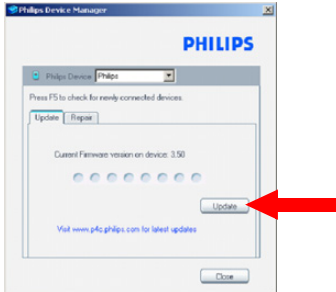 Philips Device Manager
PHILIPS
Philips Device Philips
Press F5 to check for newly connected devices.
Update Repair
Current Firmware version on device: 3.50
Update
Visit www.p4c.philips.com for latest updates
Close